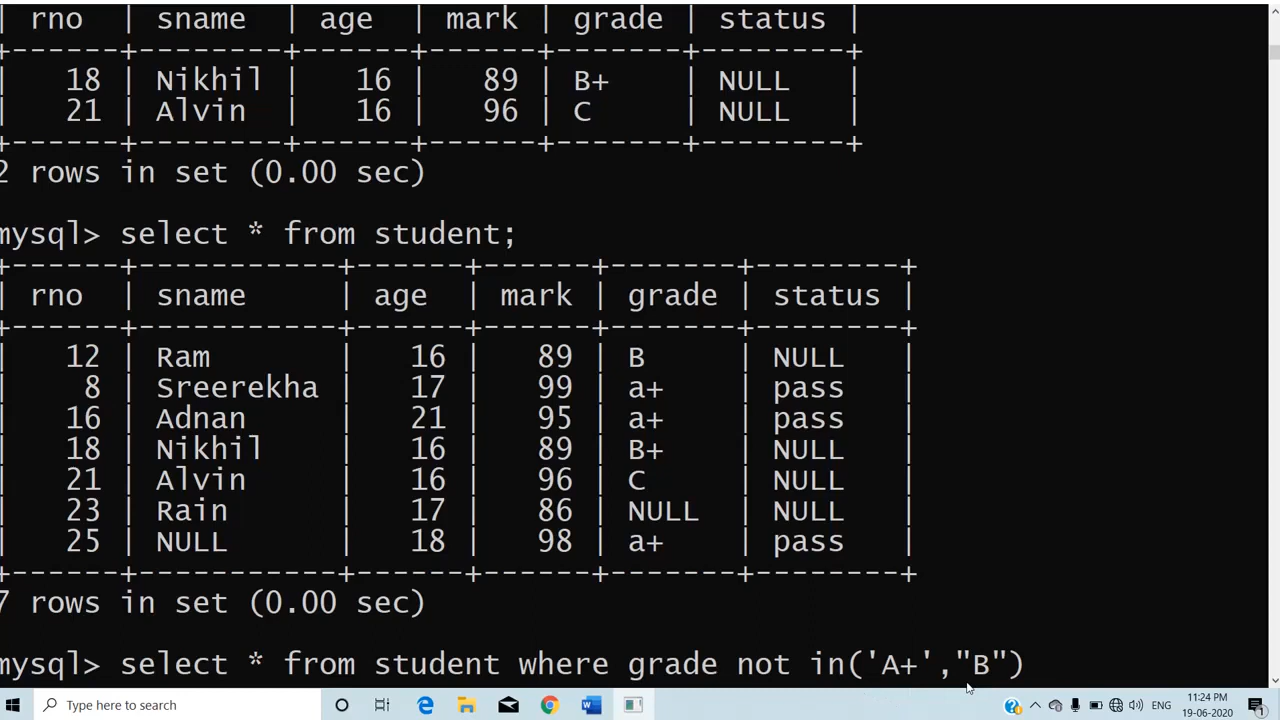 | rno | sname | age | mark | grade | status |
+------+--------+------+------+-------+--------+
| 18 | Nikhil | 16 | 89 | B+ | NULL |
| 21 | Alvin | 16 | 96 | C | NULL |
+------+--------+------+------+-------+--------+
2 rows in set (0.00 sec)
mysql> select * from student;
+------+-----------+------+------+-------+--------+
| rno | sname | age | mark | grade | status |
+------+-----------+------+------+-------+--------+
| 12 | Ram | 16 | 89 | B | NULL |
| 8 | Sreerekha | 17 | 99 | a+ | pass |
| 16 | Adnan | 21 | 95 | a+ | pass |
| 18 | Nikhil | 16 | 89 | B+ | NULL |
| 21 | Alvin | 16 | 96 | C | NULL |
| 23 | Rain | 17 | 86 | NULL | NULL |
| 25 | NULL | 18 | 98 | a+ | pass |
+------+-----------+------+------+-------+--------+
7 rows in set (0.00 sec)
mysql> select * from student where grade not in('A+',"B")
Type here to search
ENG
11:24 PM
19-06-2020
1